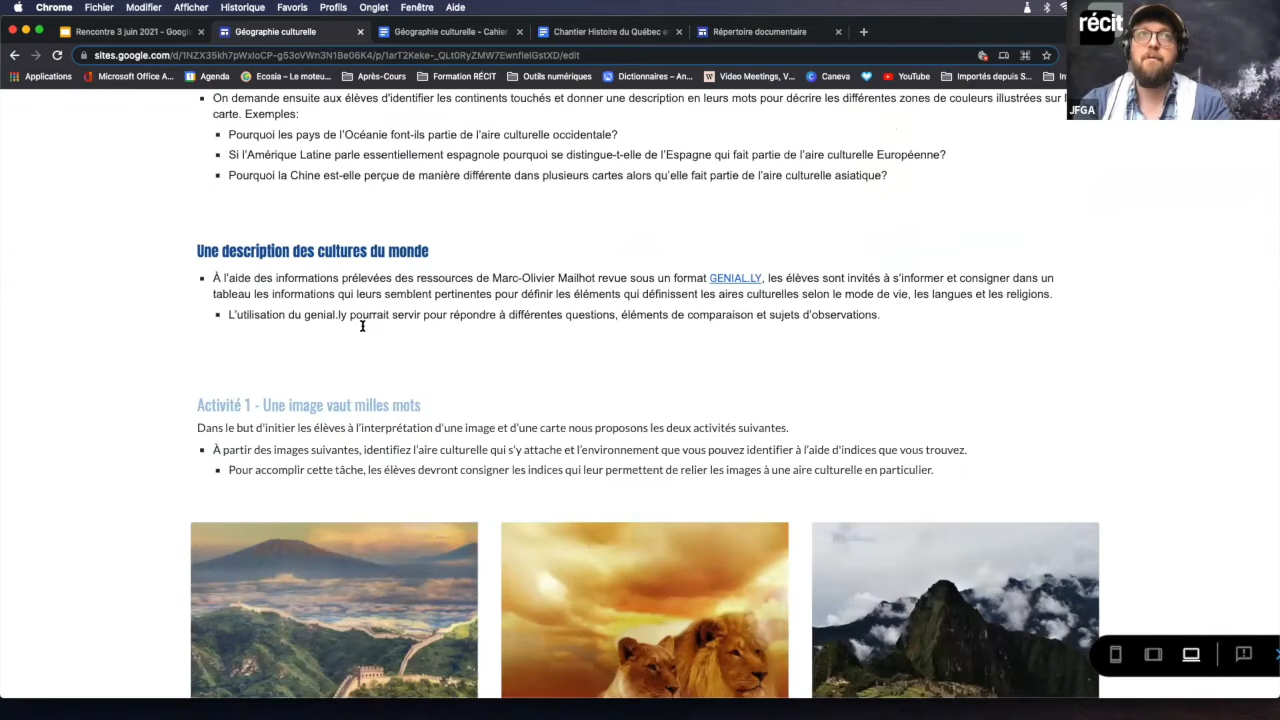 Chrome Fichier Modifier Afficher Historique Favoris Profils Onglet Fenêtre Aide
Rencontre 3 juin 2021 - Googl
Géographie culturelle
Géographie culturelle - Cahier
Chantier Histoire du Québec et
Répertoire documentaire
Applications
Microsoft Office A...
Agenda
Ecosia – Le moteu...
Après-Cours
Formation RÉCIT
Outils numériques
Dictionnaires – An...
Video Meetings, V...
Caneva
YouTube
Importés depuis S...
récit
JFGA
On demande ensuite aux élèves d'identifier les continents touchés et donner une description en leurs mots pour décrire les différentes zones de couleurs illustrées sur l
carte. Exemples:
Pourquoi les pays de l'Océanie font-ils partie de l'aire culturelle occidentale?
Si l'Amérique Latine parle essentiellement espagnole pourquoi se distingue-t-elle de l'Espagne qui fait partie de l'aire culturelle Européenne?
Pourquoi la Chine est-elle perçue de manière différente dans plusieurs cartes alors qu'elle fait partie de l'aire culturelle asiatique?
Une description des cultures du monde
À l'aide des informations prélevées des ressources de Marc-Olivier Mailhot revue sous un format GENIAL.LY, les élèves sont invités à s'informer et consigner dans un
tableau les informations qui leurs semblent pertinentes pour définir les éléments qui définissent les aires culturelles selon le mode de vie, les langues et les religions.
L'utilisation du genial.ly pourrait servir pour répondre à différentes questions, éléments de comparaison et sujets d'observations.
Activité 1 - Une image vaut milles mots
Dans le but d'initier les élèves à l'interprétation d'une image et d'une carte nous proposons les deux activités suivantes.
À partir des images suivantes, identifiez l'aire culturelle qui s'y attache et l'environnement que vous pouvez identifier à l'aide d'indices que vous trouvez.
Pour accomplir cette tâche, les élèves devront consigner les indices qui leur permettent de relier les images à une aire culturelle en particulier.